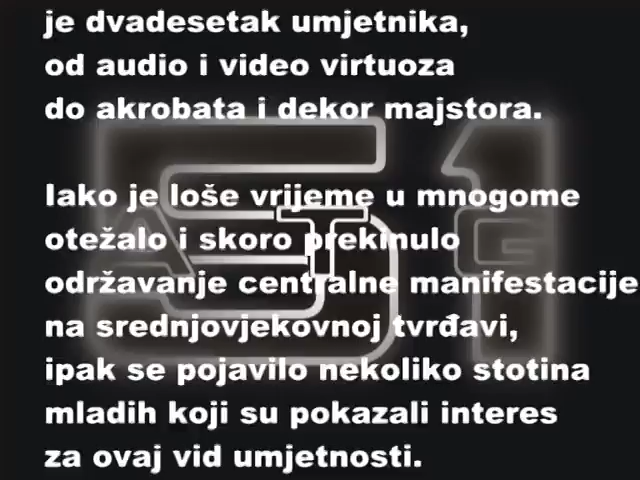 je dvadesetak umjetnika,
od audio i video virtuoza
do akrobata i dekor majstora.
Iako je loše vrijeme u mnogome
otežalo i skoro prekinulo
održavanje centralne manifestacije
na srednjovjekovnoj tvrđavi,
ipak se pojavilo nekoliko stotina
mladih koji su pokazali interes
za ovaj vid umjetnosti.